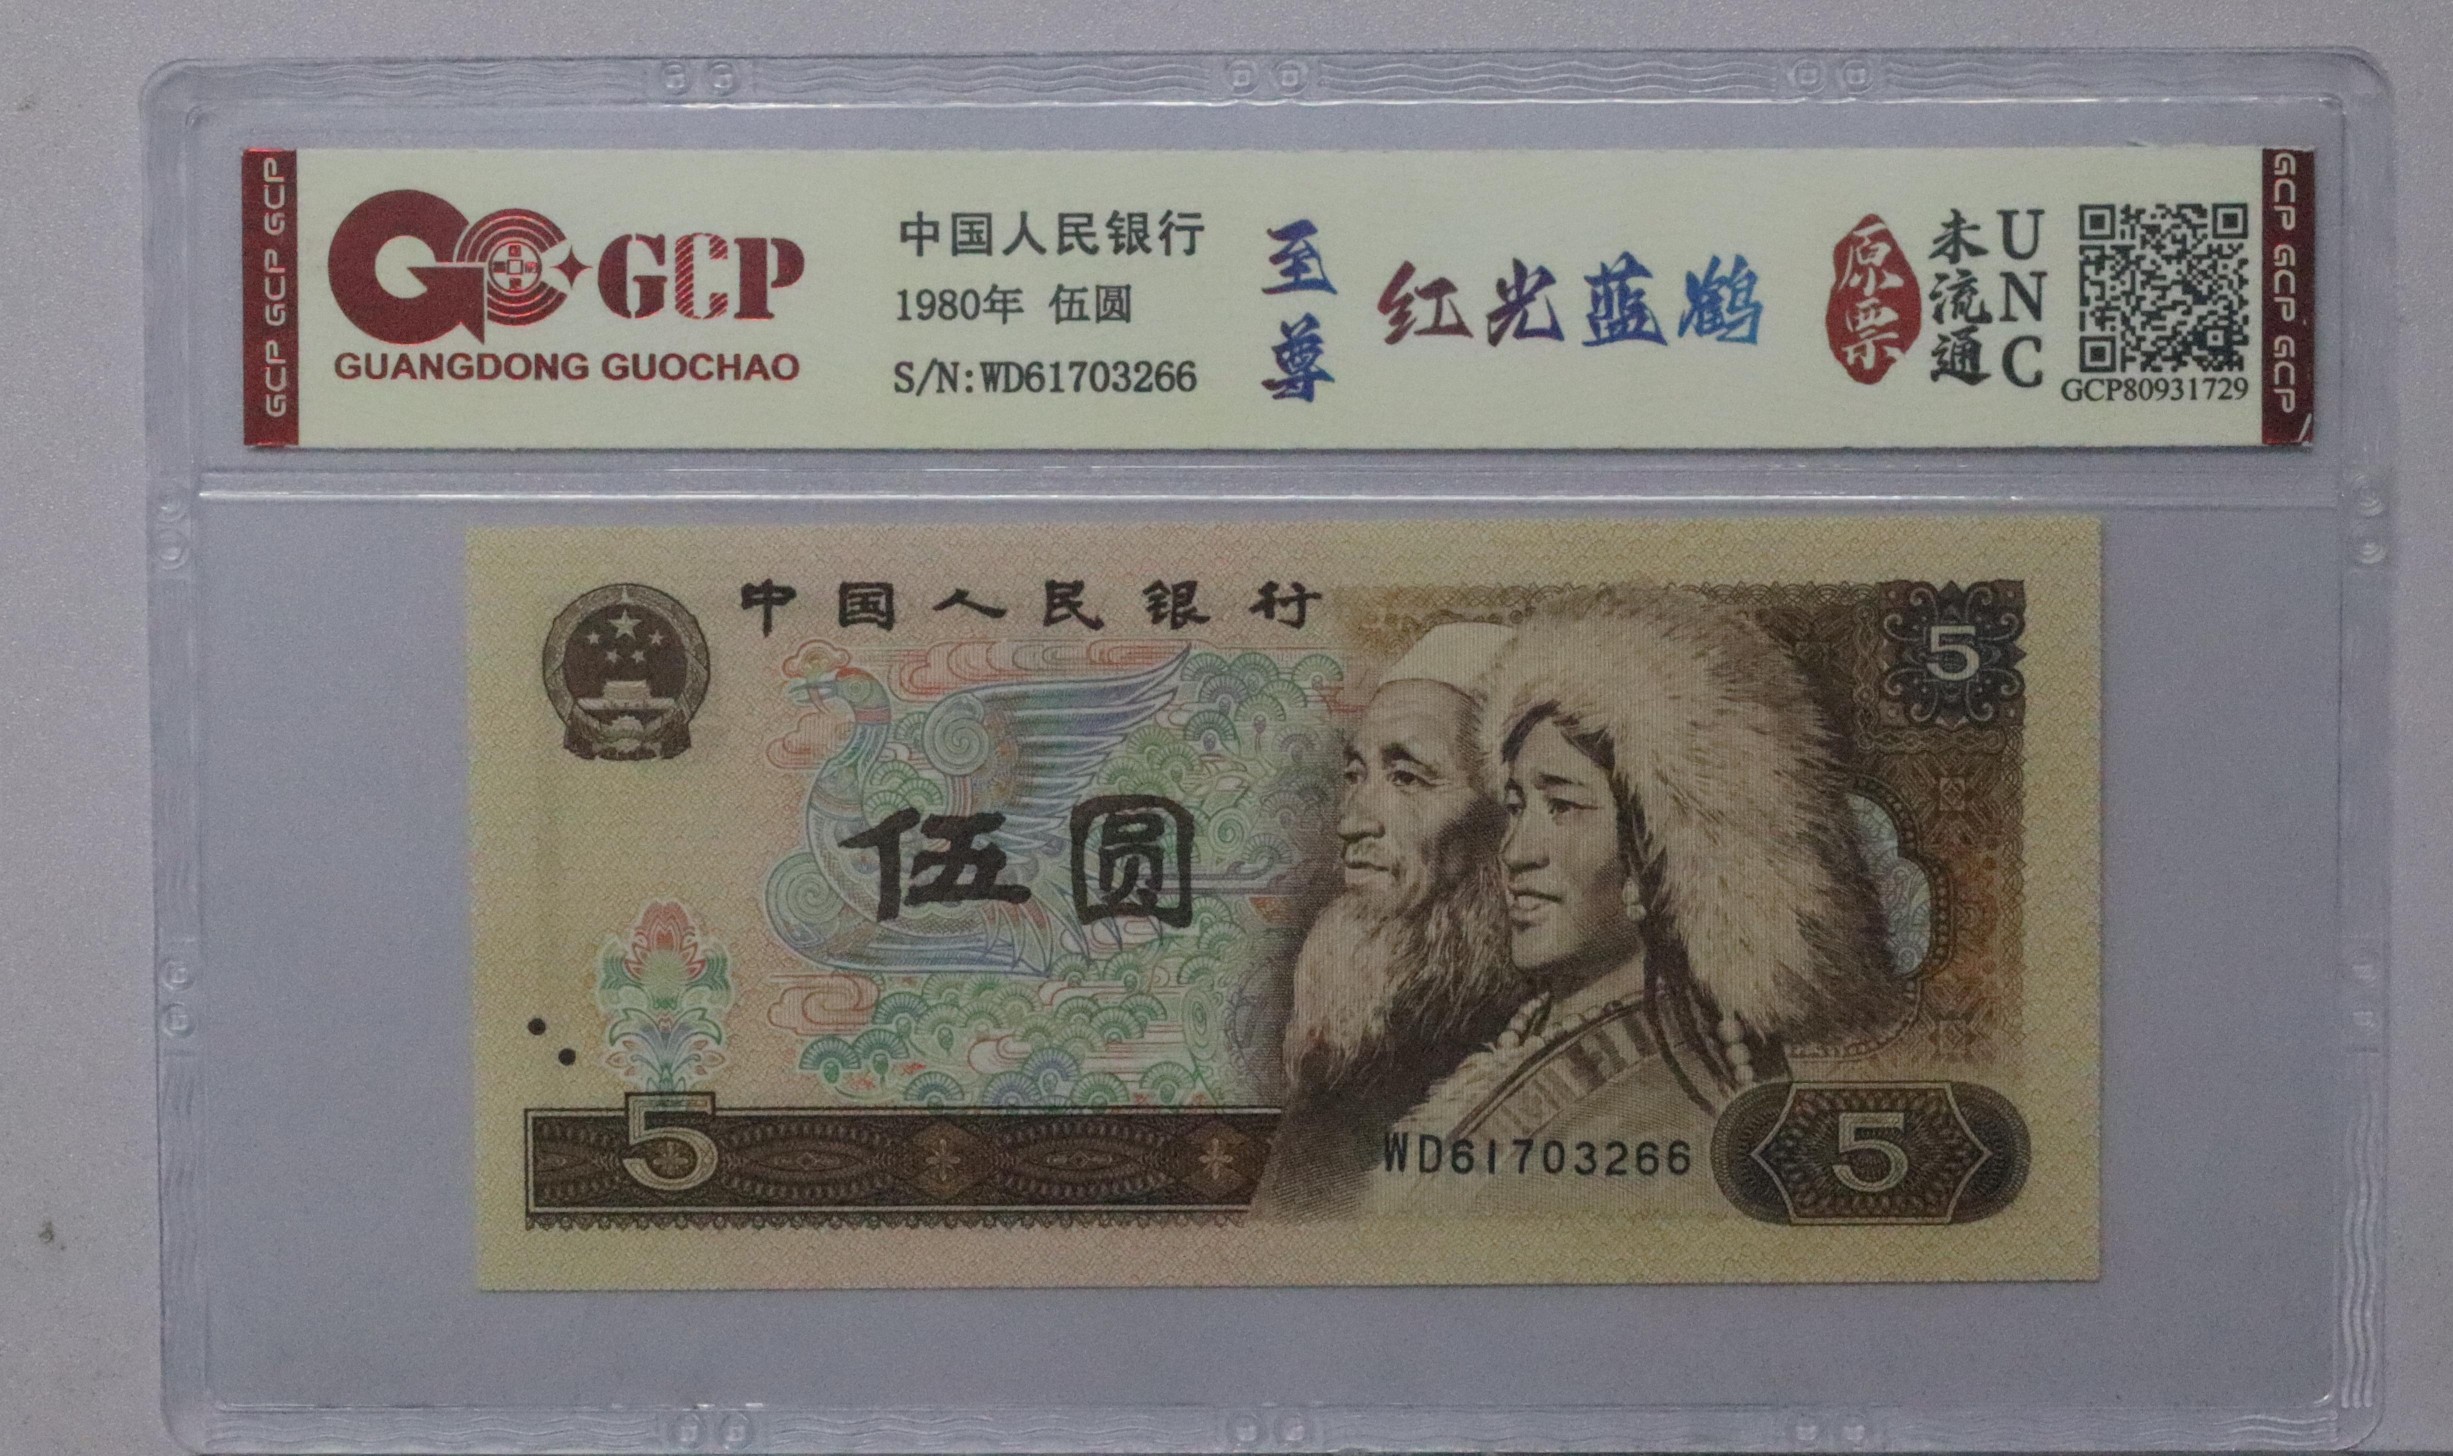 GCP GCP GCP
GCP
GUANGDONG GUOCHAO
中国人民银行
1980年 伍圆
S/N:WD61703266
至尊
红光蓝鹤
原票
未流通
UNC
GCP80931729
GCP GCP GCP
中国人民银行
5
伍圆
5
WD61703266
5